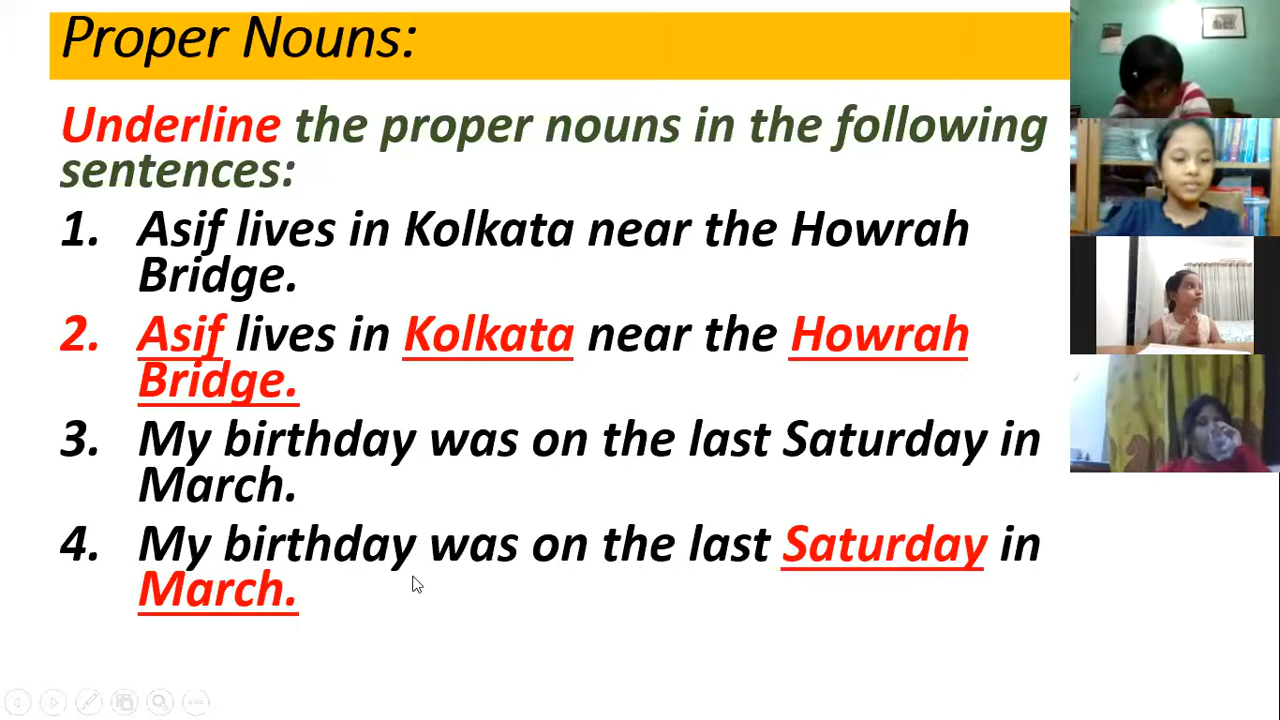 Proper Nouns:
Underline the proper nouns in the following
sentences:
1. Asif lives in Kolkata near the Howrah
Bridge.
2. Asif lives in Kolkata near the Howrah
Bridge.
3. My birthday was on the last Saturday in
March.
4. My birthday was on the last Saturday in
March.